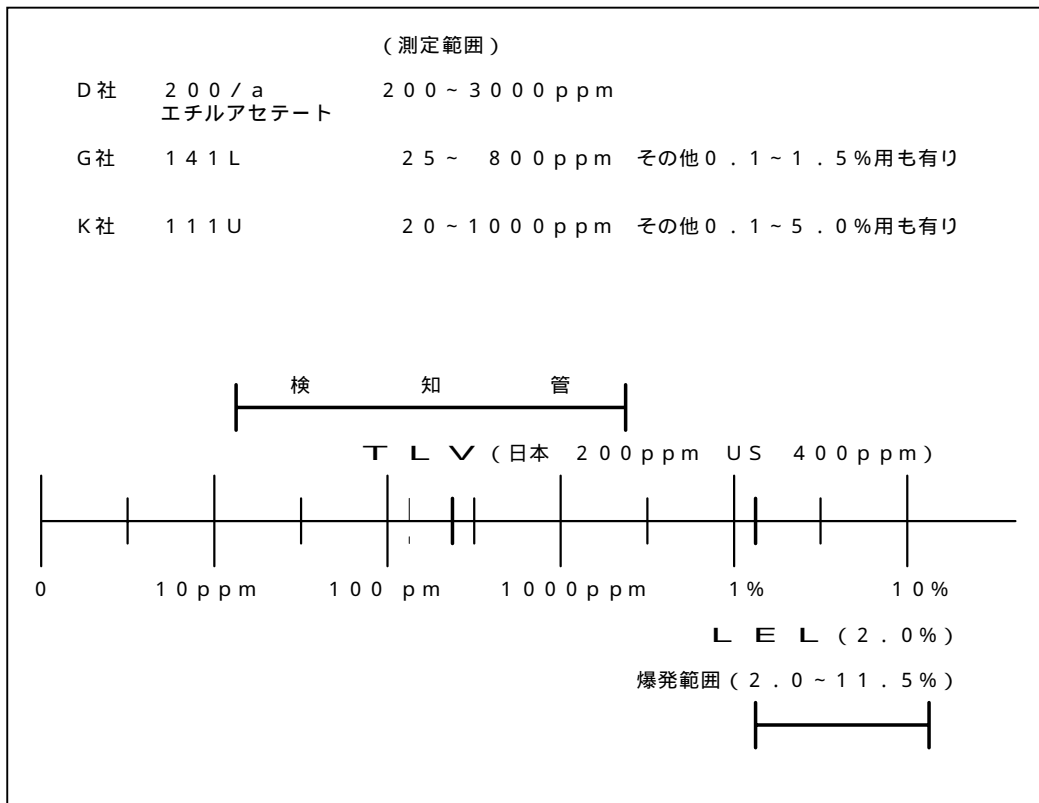 (測定範囲)
D社 200/a 200~3000ppm
エチルアセテート
G社 141L 25~ 800ppm その他0.1~1.5%用も有り
K社 111U 20~1000ppm その他0.1~5.0%用も有り
検 知 管
TLV(日本 200ppm US 400ppm)
0 10ppm 100 pm 1000ppm 1% 10%
LEL(2.0%)
爆発範囲(2.0~11.5%)